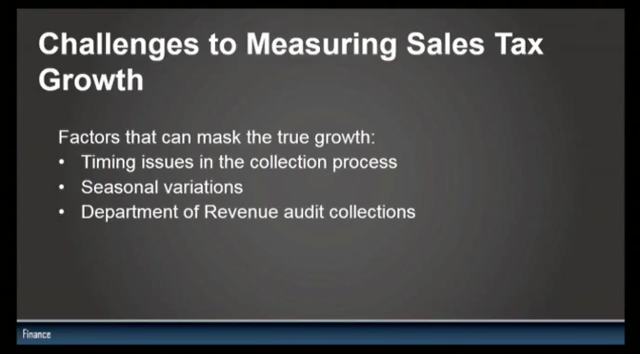 Challenges to Measuring Sales Tax
Growth
Factors that can mask the true growth:
• Timing issues in the collection process
• Seasonal variations
• Department of Revenue audit collections
Finance